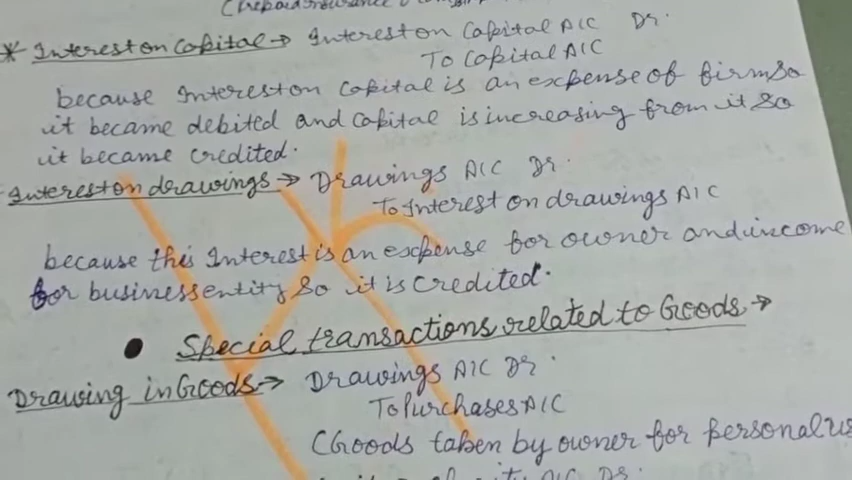 (Prepaid insurance
* Interest on Capital → Interest on Capital A/C Dr.
To Capital A/C
because Interest on Capital is an expense of firm so
it became debited and capital is increasing from it so
it became credited.
Interest on drawings → Drawings A/C Dr.
To Interest on drawings A/C
because this Interest is an expense for owner and income
for business entity so it is credited.
• Special transactions related to Goods →
Drawing in Goods → Drawings A/C Dr.
To Purchases A/C
(Goods taken by owner for personal us
A/C Dr.